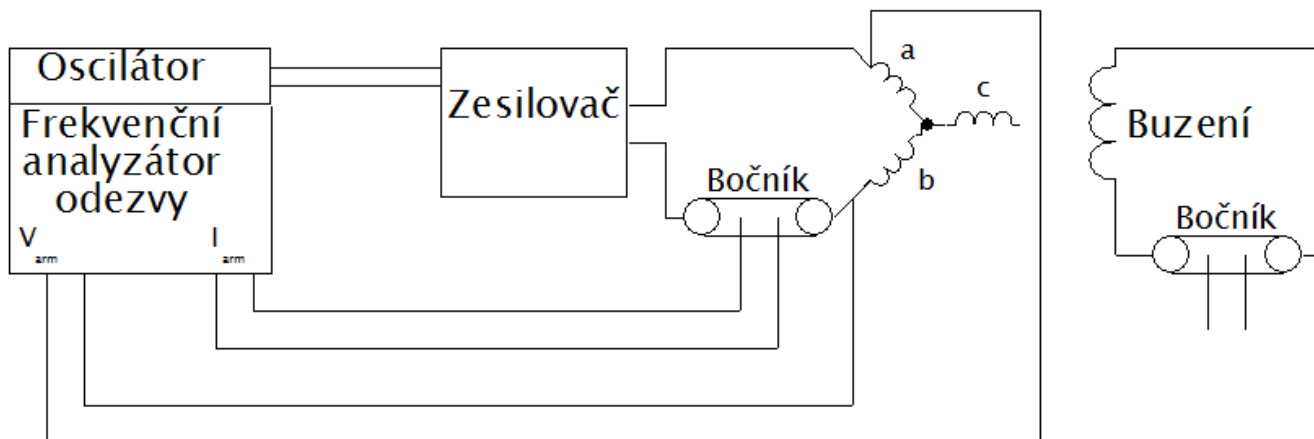 Oscilátor
Frekvenční
analyzátor
odezvy
V arm
I arm
Zesilovač
Bočník
a
b
c
Buzení
Bočník